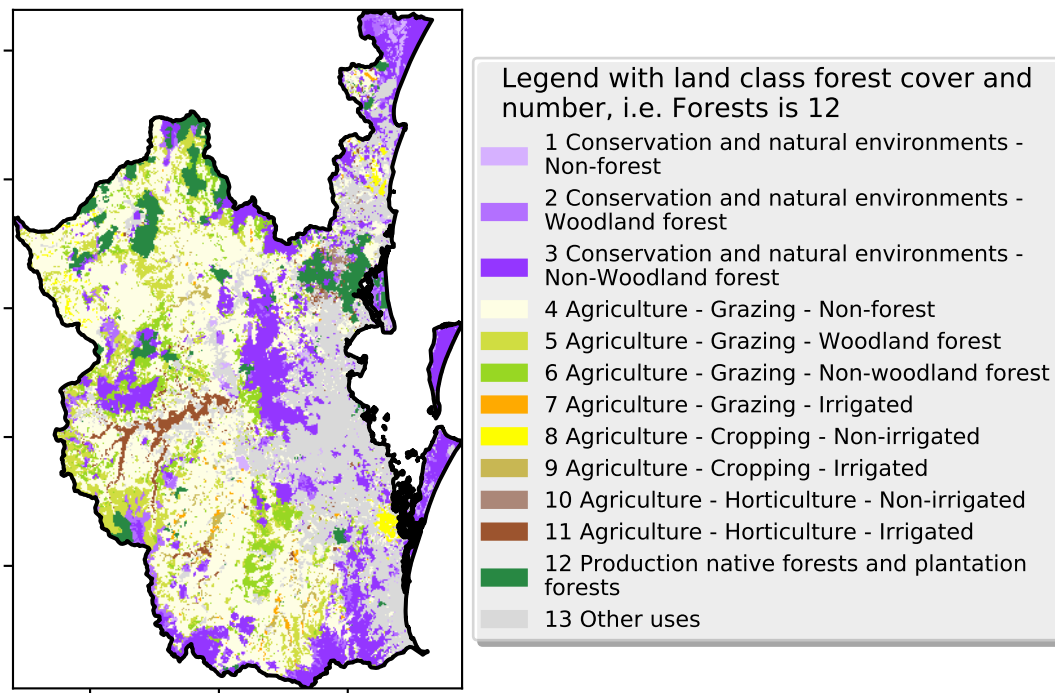 Legend with land class forest cover and
number, i.e. Forests is 12
1 Conservation and natural environments -
Non-forest
2 Conservation and natural environments -
Woodland forest
3 Conservation and natural environments -
Non-Woodland forest
4 Agriculture - Grazing - Non-forest
5 Agriculture - Grazing - Woodland forest
6 Agriculture - Grazing - Non-woodland forest
7 Agriculture - Grazing - Irrigated
8 Agriculture - Cropping - Non-irrigated
9 Agriculture - Cropping - Irrigated
10 Agriculture - Horticulture - Non-irrigated
11 Agriculture - Horticulture - Irrigated
12 Production native forests and plantation
forests
13 Other uses